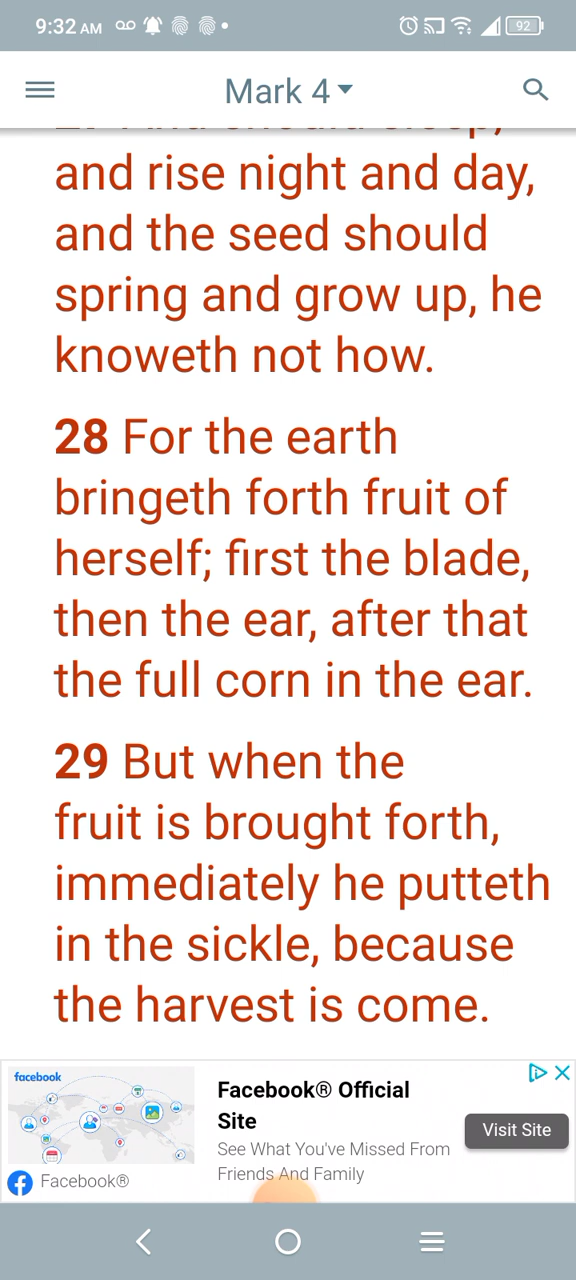 9:32 AM
92
Mark 4
and rise night and day,
and the seed should
spring and grow up, he
knoweth not how.
28 For the earth
bringeth forth fruit of
herself; first the blade,
then the ear, after that
the full corn in the ear.
29 But when the
fruit is brought forth,
immediately he putteth
in the sickle, because
the harvest is come.
facebook
Facebook® Official
Site
See What You've Missed From
Friends And Family
Visit Site
Facebook®